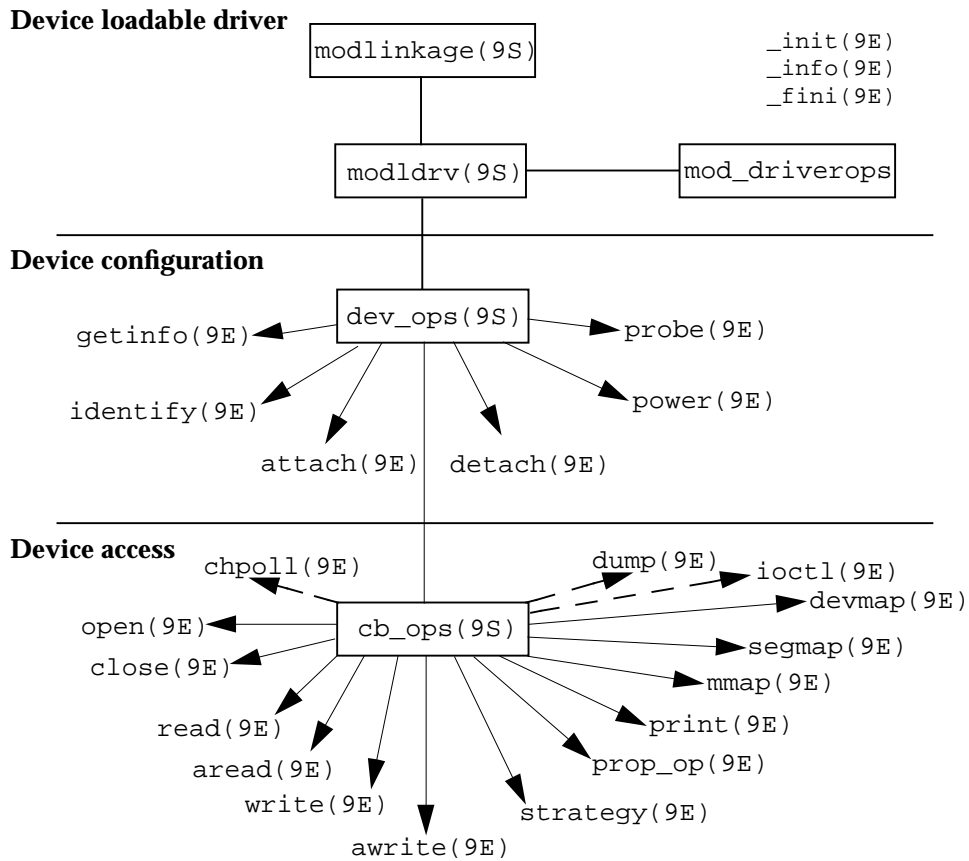 Device loadable driver
modlinkage(9S)
_init(9E)
_info(9E)
_fini(9E)
modldrv(9S)
mod_driverops
Device configuration
dev_ops(9S)
getinfo(9E)
probe(9E)
identify(9E)
power(9E)
attach(9E)
detach(9E)
Device access
chpoll(9E)
dump(9E)
ioctl(9E)
devmap(9E)
open(9E)
cb_ops(9S)
segmap(9E)
close(9E)
mmap(9E)
read(9E)
print(9E)
aread(9E)
prop_op(9E)
write(9E)
strategy(9E)
awrite(9E)